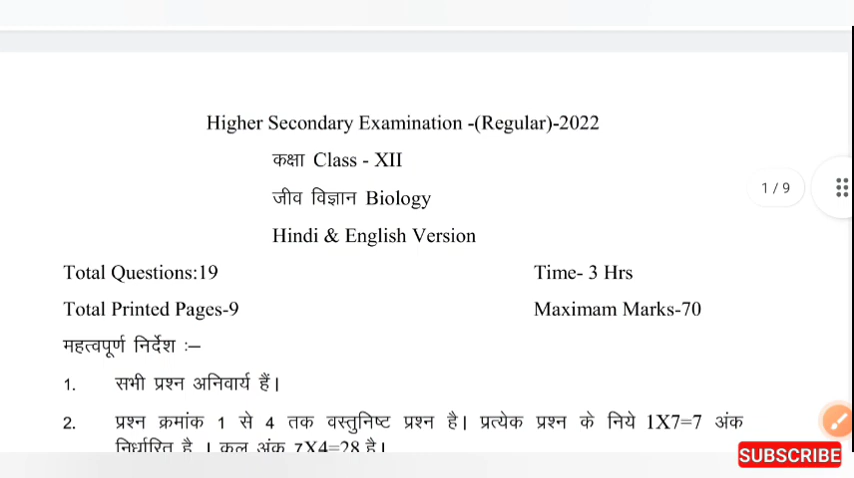 Higher Secondary Examination -(Regular)-2022
कक्षा Class - XII
जीव विज्ञान Biology
1 / 9
Hindi & English Version
Total Questions:19 Time- 3 Hrs
Total Printed Pages-9 Maximam Marks-70
महत्वपूर्ण निर्देश :–
1. सभी प्रश्न अनिवार्य हैं।
2. प्रश्न क्रमांक 1 से 4 तक वस्तुनिष्ट प्रश्न है। प्रत्येक प्रश्न के निये 1X7=7 अंक
निर्धारित है । कुल अंक 7X4=28 है।
SUBSCRIBE